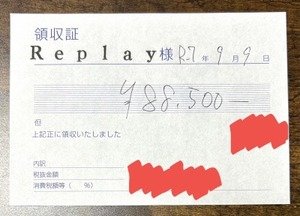 領収証
Replay様 R-7年9月9日
¥88,500-
但
上記正に領収いたしました
内訳
税抜金額
消費税額等(　%)